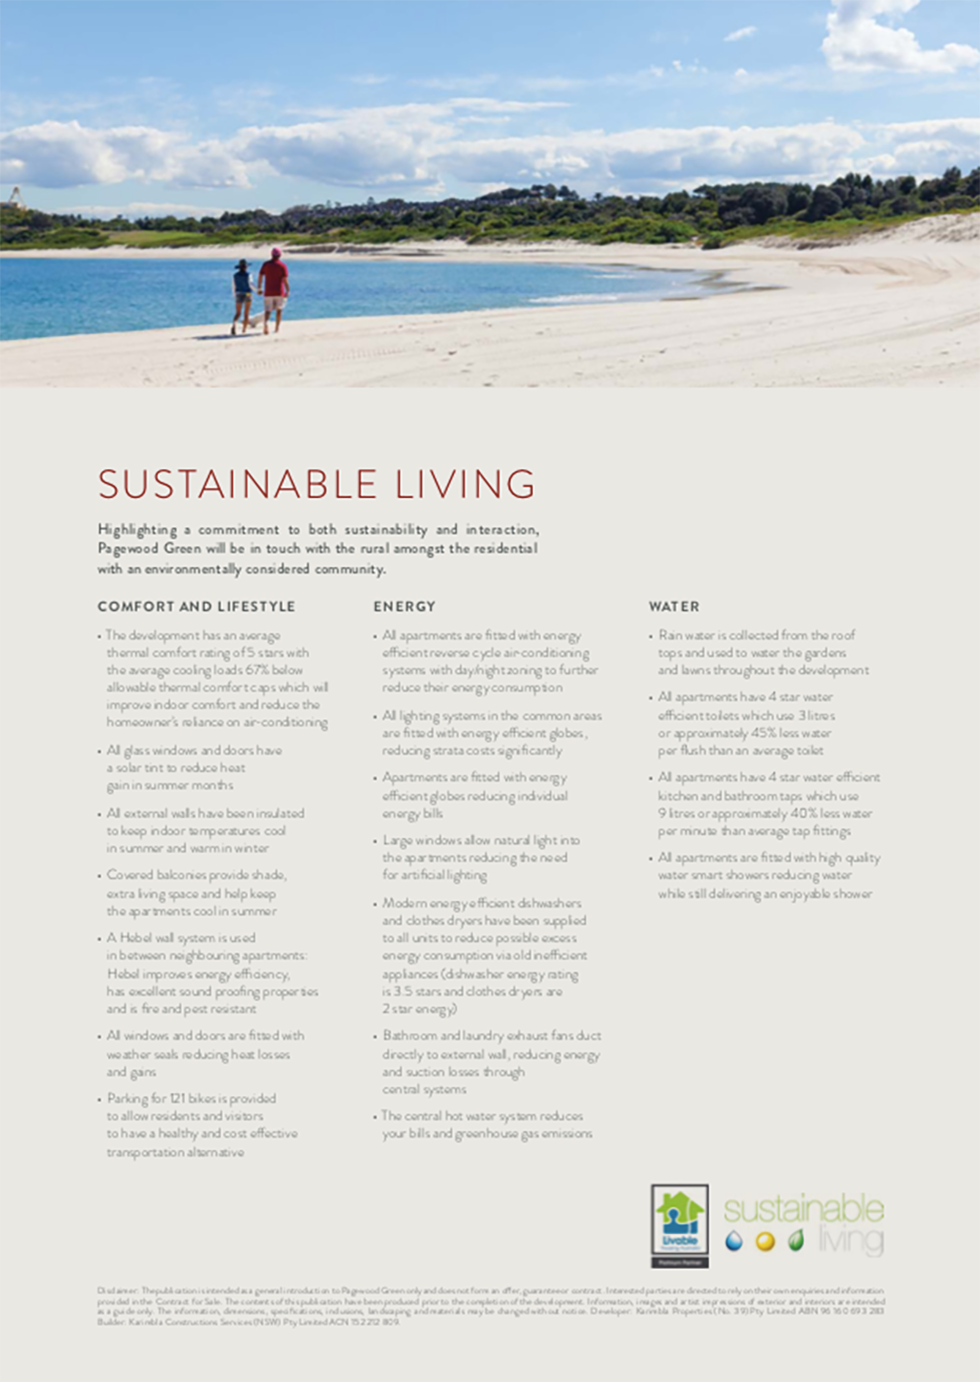 SUSTAINABLE LIVING
Highlighting a commitment to both sustainability and interaction,
Pagewood Green will be in touch with the rural amongst the residential
with an environmentally considered community.
COMFORT AND LIFESTYLE
• The development has an average
thermal comfort rating of 5 stars with
the average cooling loads 67% below
allowable thermal comfort caps which will
improve indoor comfort and reduce the
homeowner's reliance on air-conditioning
• All glass windows and doors have
a solar tint to reduce heat
gain in summer months
• All external walls have been insulated
to keep indoor temperatures cool
in summer and warm in winter
• Covered balconies provide shade,
extra living space and help keep
the apartments cool in summer
• A Hebel wall system is used
in between neighbouring apartments:
Hebel improves energy efficiency,
has excellent sound proofing properties
and is fire and pest resistant
• All windows and doors are fitted with
weather seals reducing heat losses
and gains
• Parking for 121 bikes is provided
to allow residents and visitors
to have a healthy and cost effective
transportation alternative
ENERGY
• All apartments are fitted with energy
efficient reverse cycle air-conditioning
systems with day/night zoning to further
reduce their energy consumption
• All lighting systems in the common areas
are fitted with energy efficient globes,
reducing strata costs significantly
• Apartments are fitted with energy
efficient globes reducing individual
energy bills
• Large windows allow natural light into
the apartments reducing the need
for artificial lighting
• Modern energy efficient dishwashers
and clothes dryers have been supplied
to all units to reduce possible excess
energy consumption via old inefficient
appliances (dishwasher energy rating
is 3.5 stars and clothes dryers are
2 star energy)
• Bathroom and laundry exhaust fans duct
directly to external wall, reducing energy
and suction losses through
central systems
• The central hot water system reduces
your bills and greenhouse gas emissions
WATER
• Rain water is collected from the roof
tops and used to water the gardens
and lawns throughout the development
• All apartments have 4 star water
efficient toilets which use 3 litres
or approximately 45% less water
per flush than an average toilet
• All apartments have 4 star water efficient
kitchen and bathroom taps which use
9 litres or approximately 40% less water
per minute than average tap fittings
• All apartments are fitted with high quality
water smart showers reducing water
while still delivering an enjoyable shower
Livable
Housing Australia
Platinum Partner
sustainable
living
Disclaimer: The publication is intended as a general introduction to Pagewood Green only and does not form an offer, guarantee or contract. Interested parties are directed to rely on their own enquiries and information
provided in the Contract for Sale. The contents of this publication have been produced prior to the completion of the development. Information, images and artist impressions of exterior and interiors are intended
as a guide only. The information, dimensions, specifications, inclusions, landscaping and materials may be changed without notice. Developer: Karimbla Properties (No. 39) Pty Limited ABN 96 160 693 283
Builder: Karimbla Constructions Services (NSW) Pty Limited ACN 152 212 809.